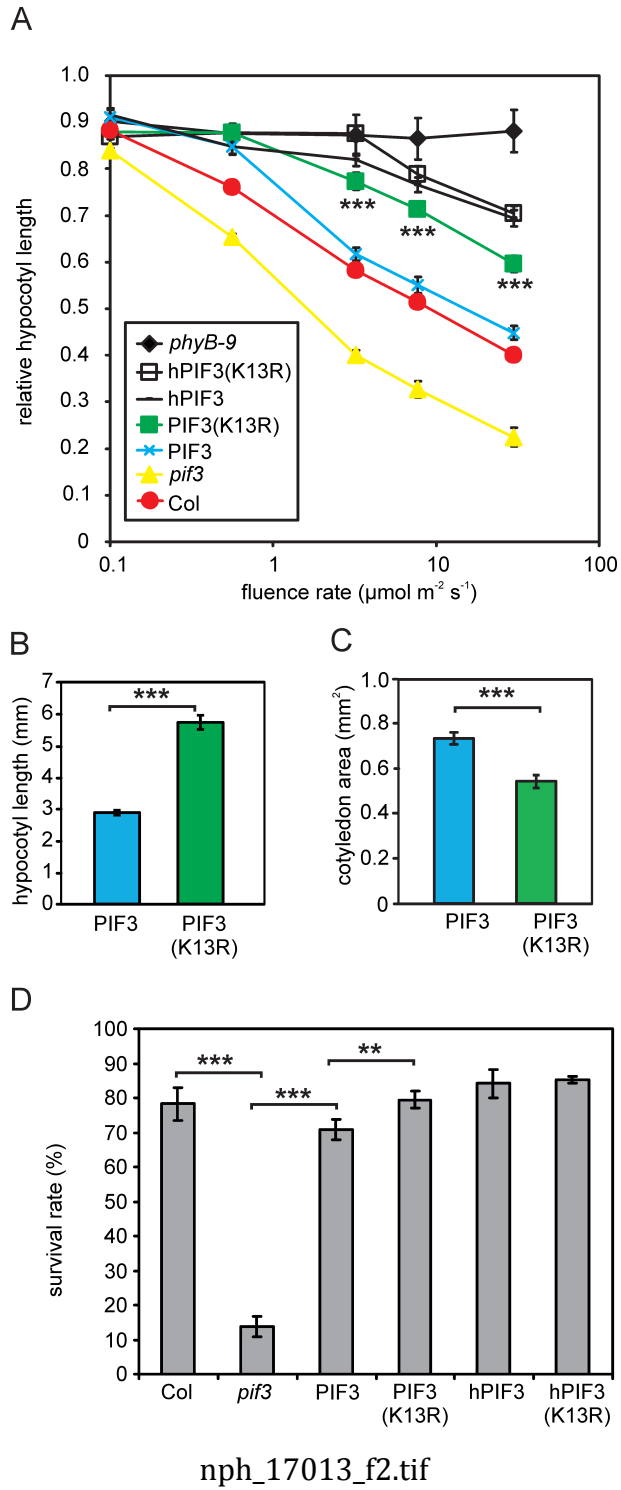 A
1.0
0.9
0.8
0.7
0.6
0.5
0.4
0.3
0.2
0.1
0
relative hypocotyl length
***
***
***
phyB-9
hPIF3(K13R)
hPIF3
PIF3(K13R)
PIF3
pif3
Col
0.1 1 10 100
fluence rate (µmol m⁻² s⁻¹)
B
7
6
5
4
3
2
1
0
hypocotyl length (mm)
***
PIF3 PIF3
(K13R)
C
1.0
0.8
0.6
0.4
0.2
0
cotyledon area (mm²)
***
PIF3 PIF3
(K13R)
D
100
90
80
70
60
50
40
30
20
10
0
survival rate (%)
*** *** **
Col pif3 PIF3 PIF3 hPIF3 hPIF3
(K13R) (K13R)
nph_17013_f2.tif